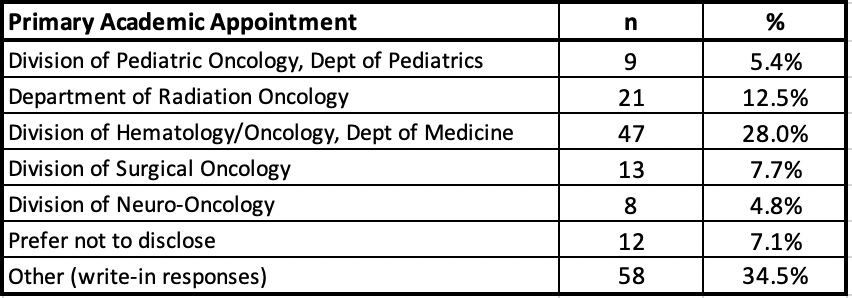 Primary Academic Appointment n %
Division of Pediatric Oncology, Dept of Pediatrics 9 5.4%
Department of Radiation Oncology 21 12.5%
Division of Hematology/Oncology, Dept of Medicine 47 28.0%
Division of Surgical Oncology 13 7.7%
Division of Neuro-Oncology 8 4.8%
Prefer not to disclose 12 7.1%
Other (write-in responses) 58 34.5%